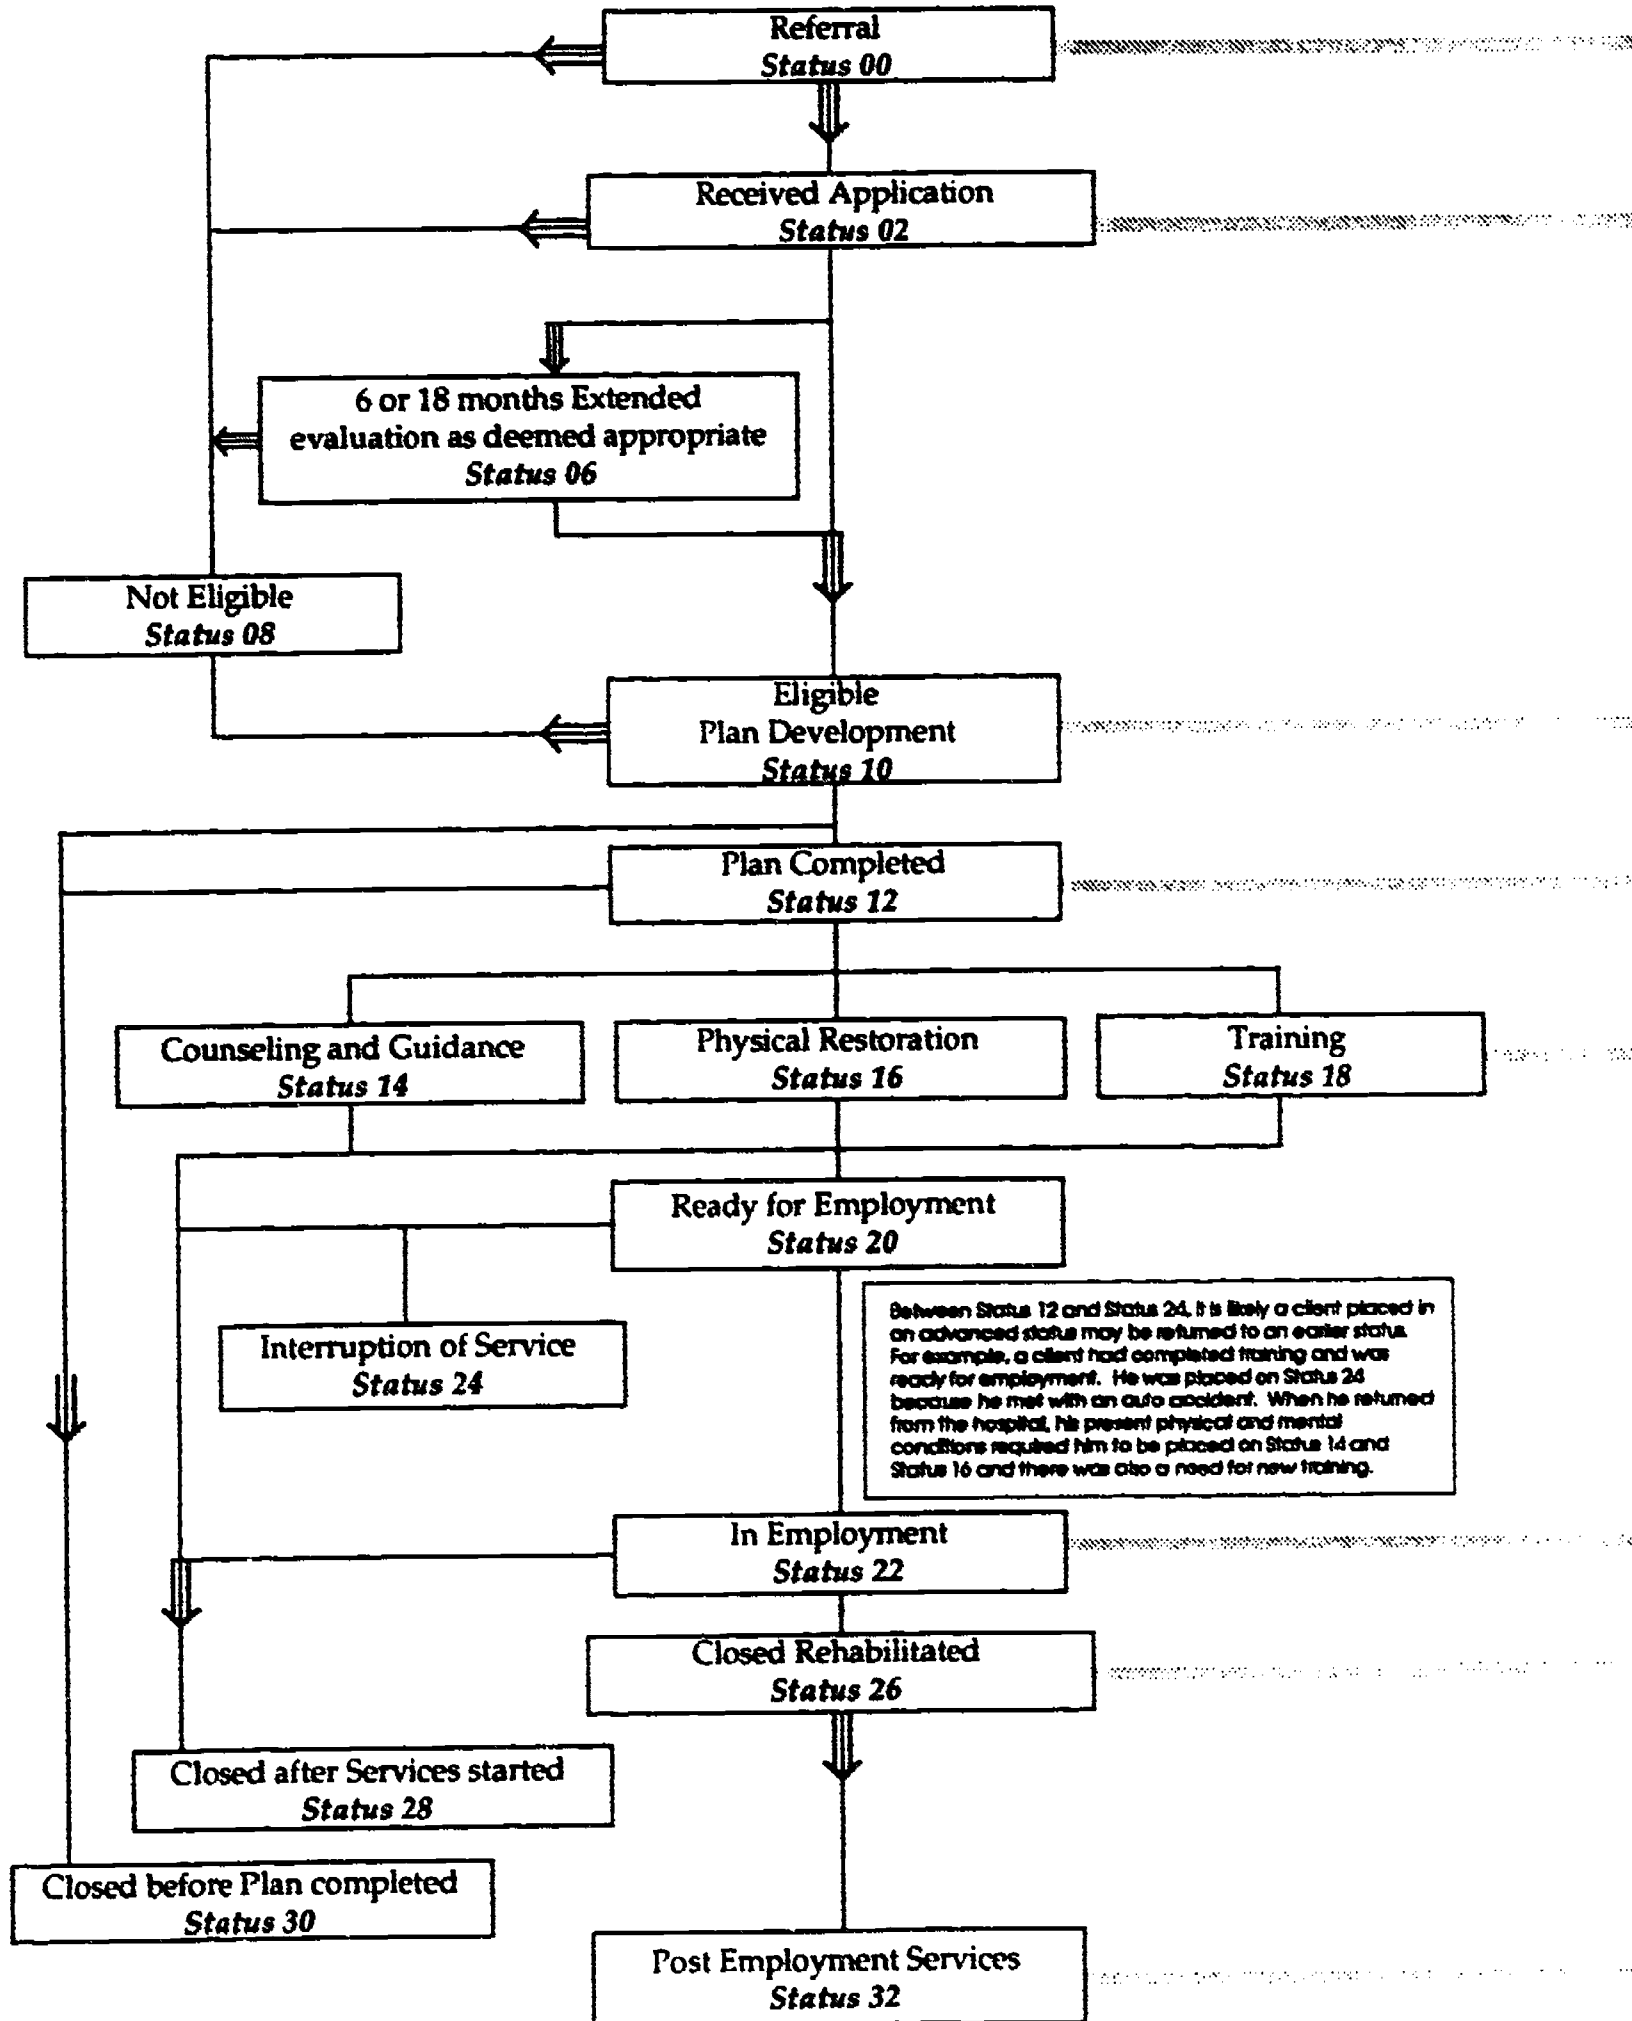 Referral
Status 00
Received Application
Status 02
6 or 18 months Extended
evaluation as deemed appropriate
Status 06
Not Eligible
Status 08
Eligible
Plan Development
Status 10
Plan Completed
Status 12
Counseling and Guidance
Status 14
Physical Restoration
Status 16
Training
Status 18
Ready for Employment
Status 20
Between Status 12 and Status 24, it is likely a client placed in
an advanced status may be returned to an earlier status.
For example, a client had completed training and was
ready for employment. He was placed on Status 24
because he met with an auto accident. When he returned
from the hospital, his present physical and mental
conditions required him to be placed on Status 14 and
Status 16 and there was also a need for new training.
Interruption of Service
Status 24
In Employment
Status 22
Closed Rehabilitated
Status 26
Closed after Services started
Status 28
Closed before Plan completed
Status 30
Post Employment Services
Status 32